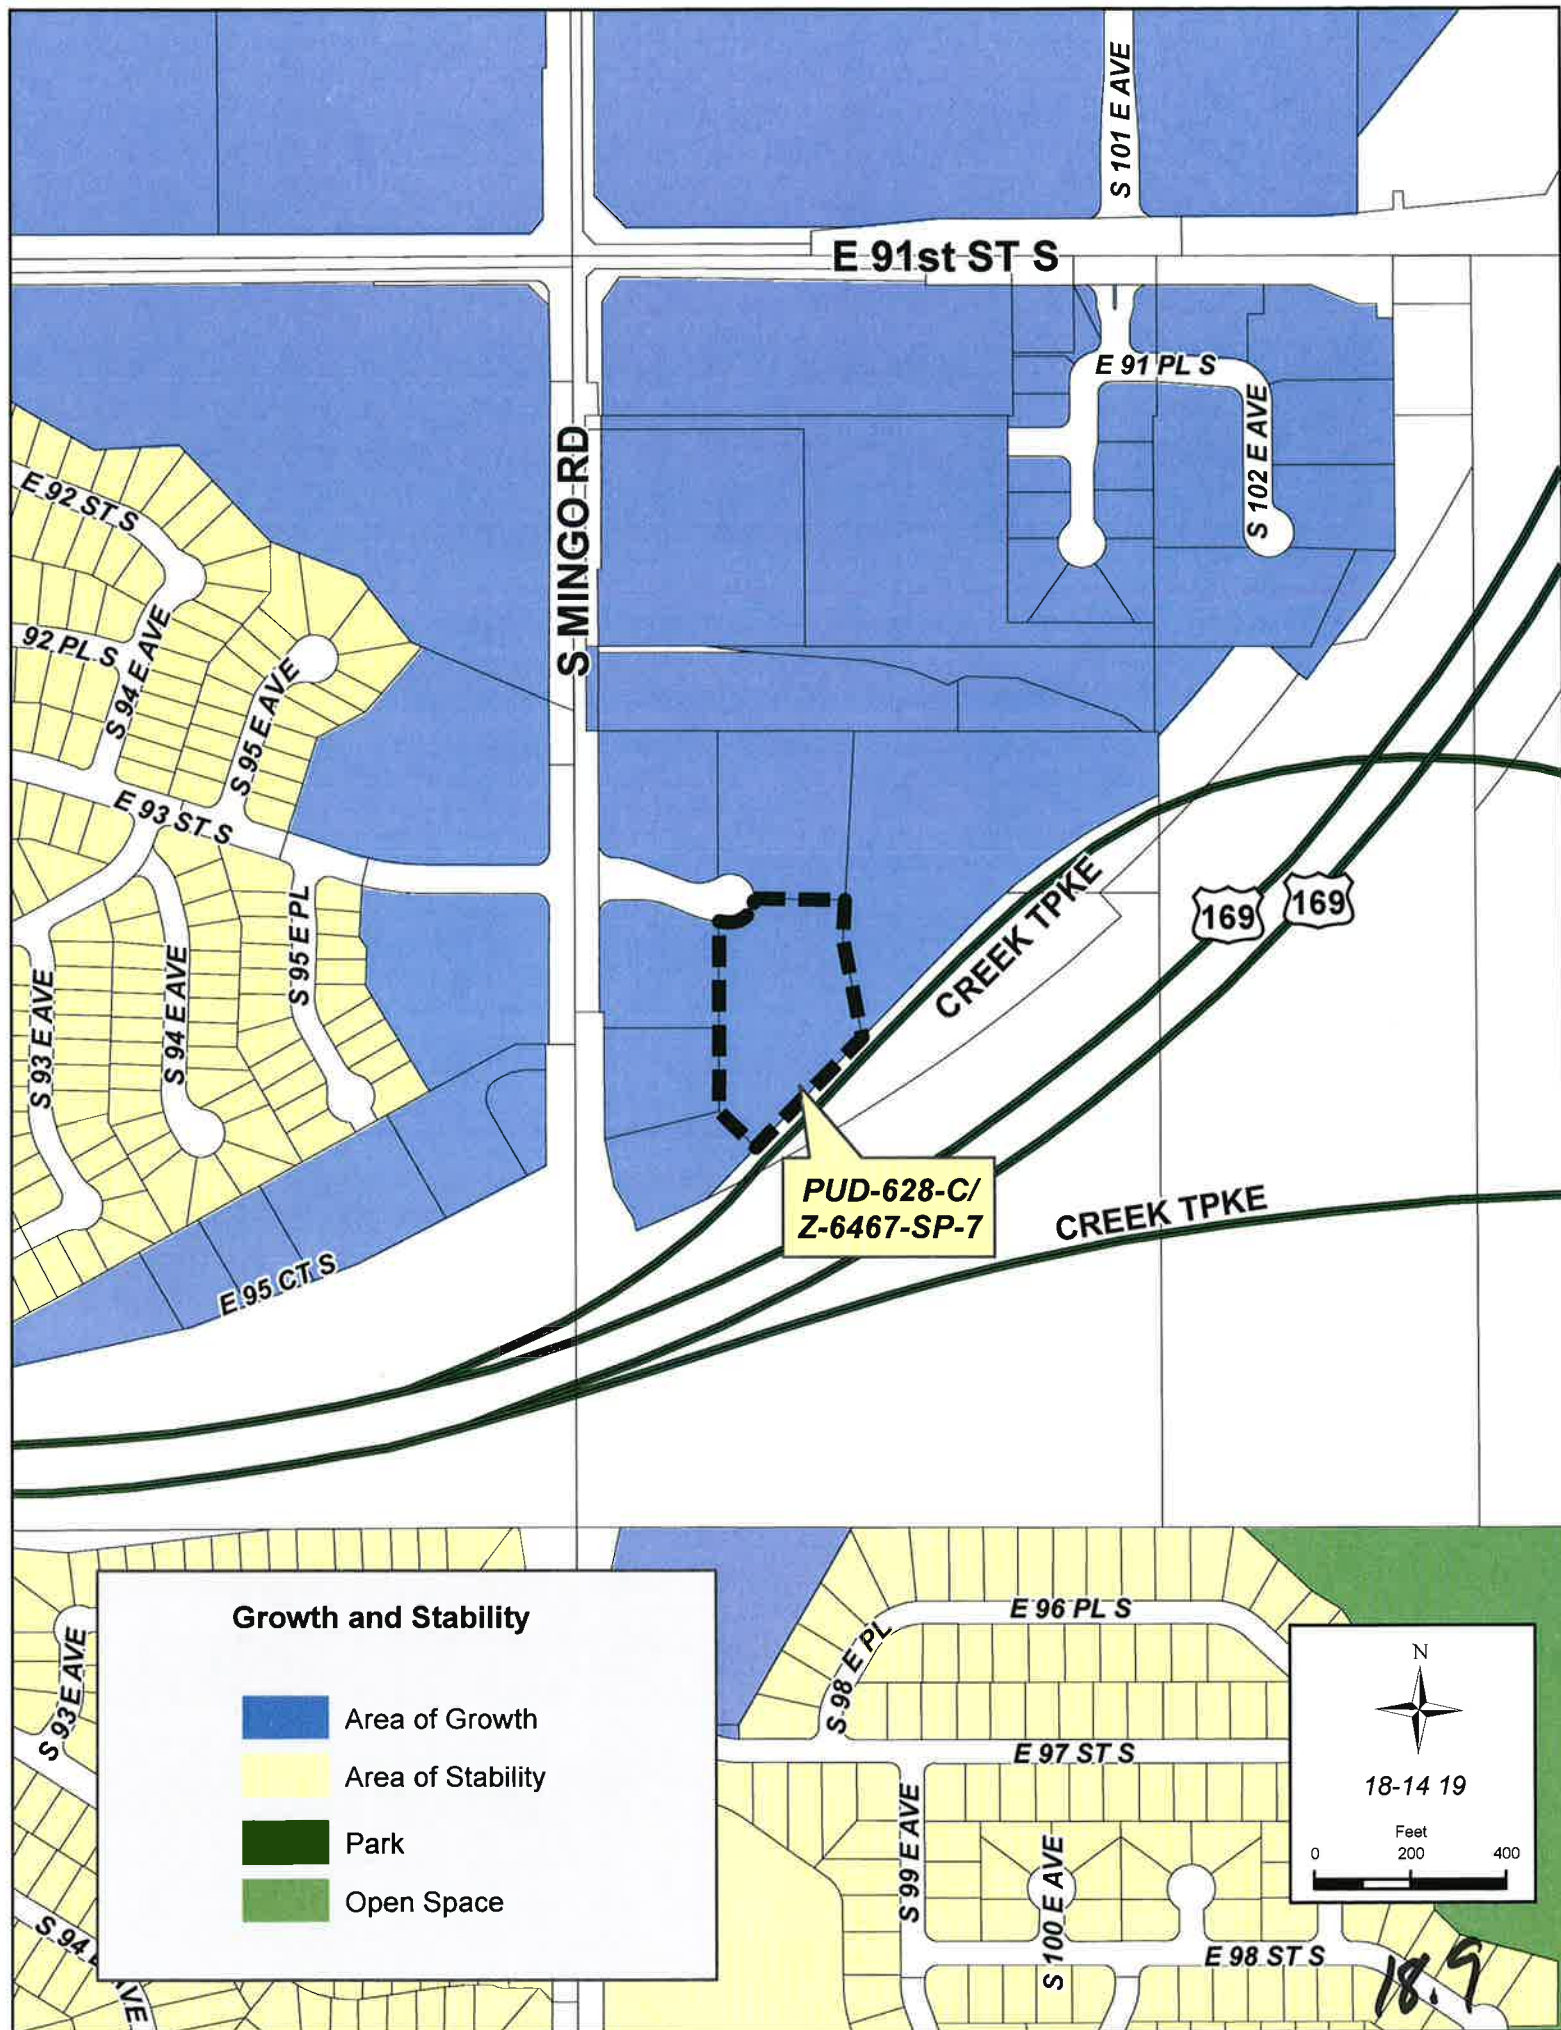 S 101 E AVE
E 91st ST S
E 91 PL S
S 102 E AVE
S MINGO RD
E 92 ST S
92 PL S
S 94 E AVE
S 95 E AVE
E 93 ST S
S 95 E PL
S 94 E AVE
S 93 E AVE
CREEK TPKE
169
169
PUD-628-C/
Z-6467-SP-7
CREEK TPKE
E 95 CT S
Growth and Stability
Area of Growth
Area of Stability
Park
Open Space
S 93 E AVE
S 94 E AVE
E 96 PL S
S 98 E PL
E 97 ST S
S 99 E AVE
S 100 E AVE
E 98 ST S
N
18-14 19
Feet
0 200 400
18.9